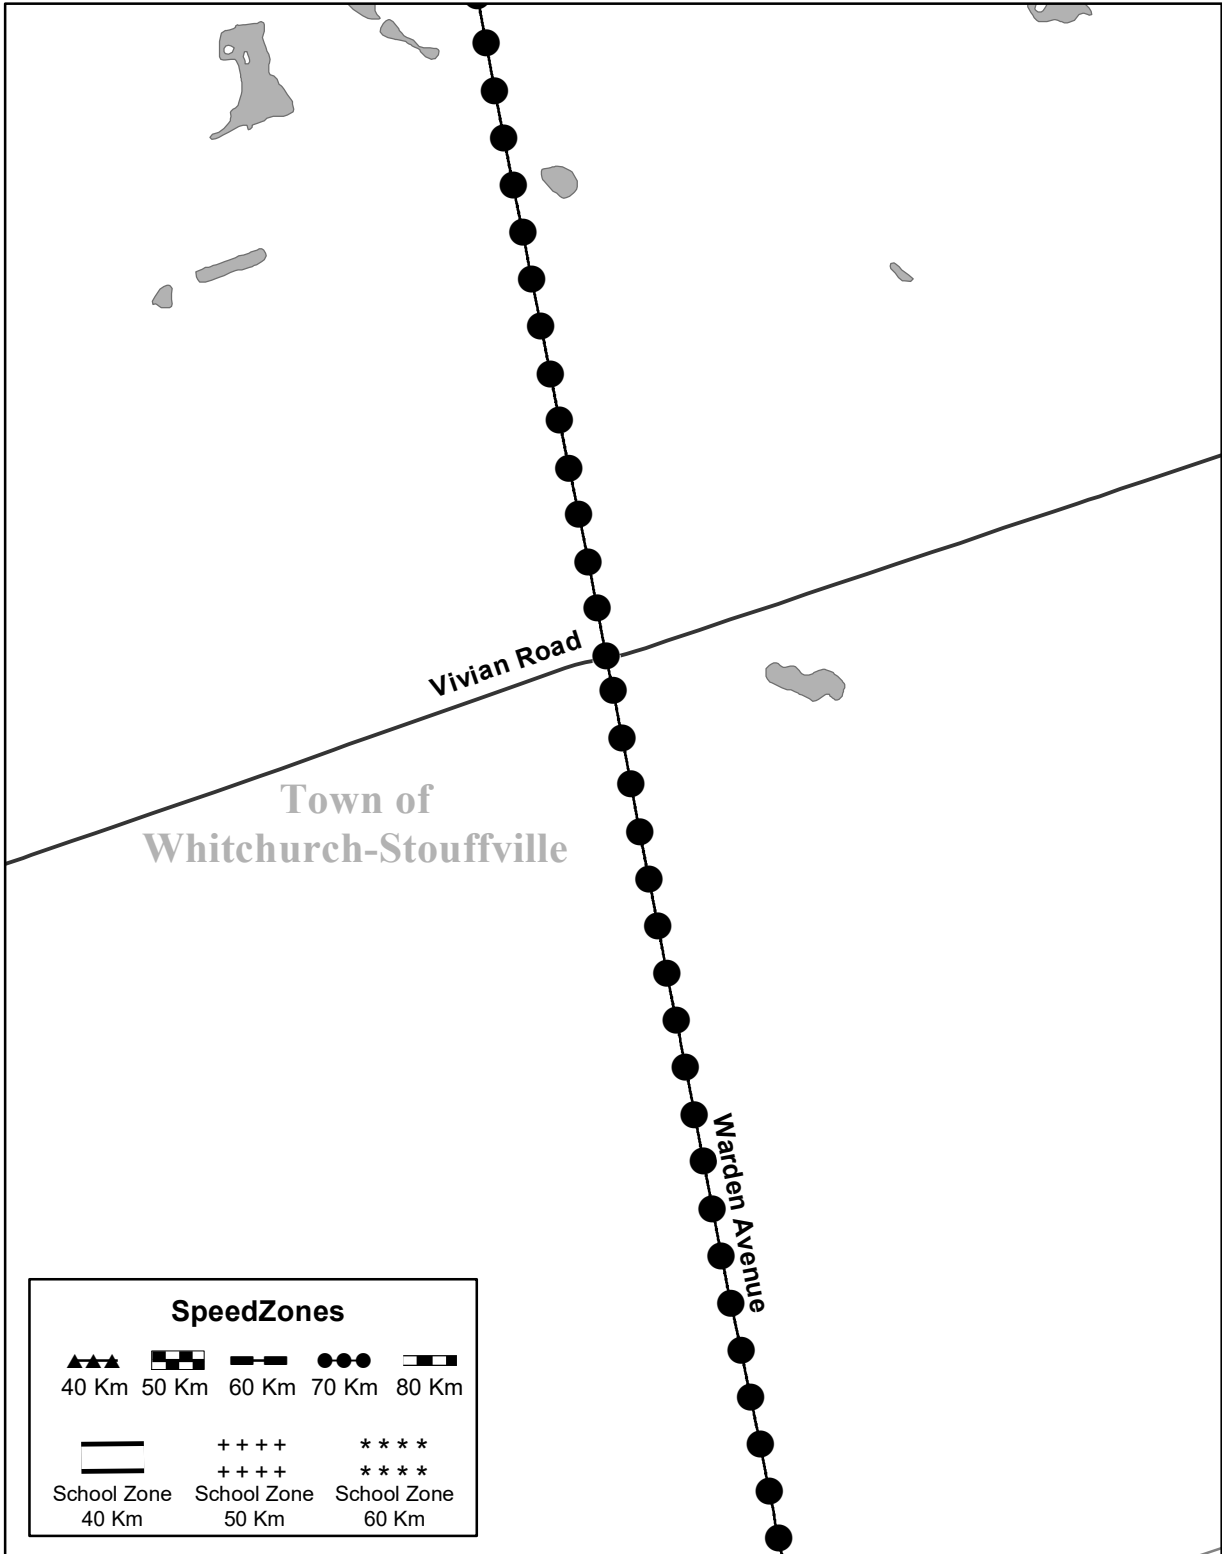 Vivian Road
Town of
Whitchurch-Stouffville
Warden Avenue
SpeedZones
40 Km 50 Km 60 Km 70 Km 80 Km
+ + + + * * * *
+ + + + * * * *
School Zone School Zone School Zone
40 Km 50 Km 60 Km